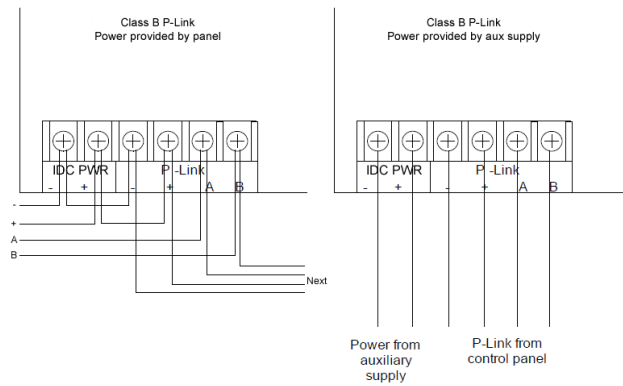 Class B P-Link
Power provided by panel
IDC PWR P -Link
- + - + A B
-
+
A
B
Next
Class B P-Link
Power provided by aux supply
IDC PWR P -Link
- + - + A B
Power from
auxiliary
supply
P-Link from
control panel